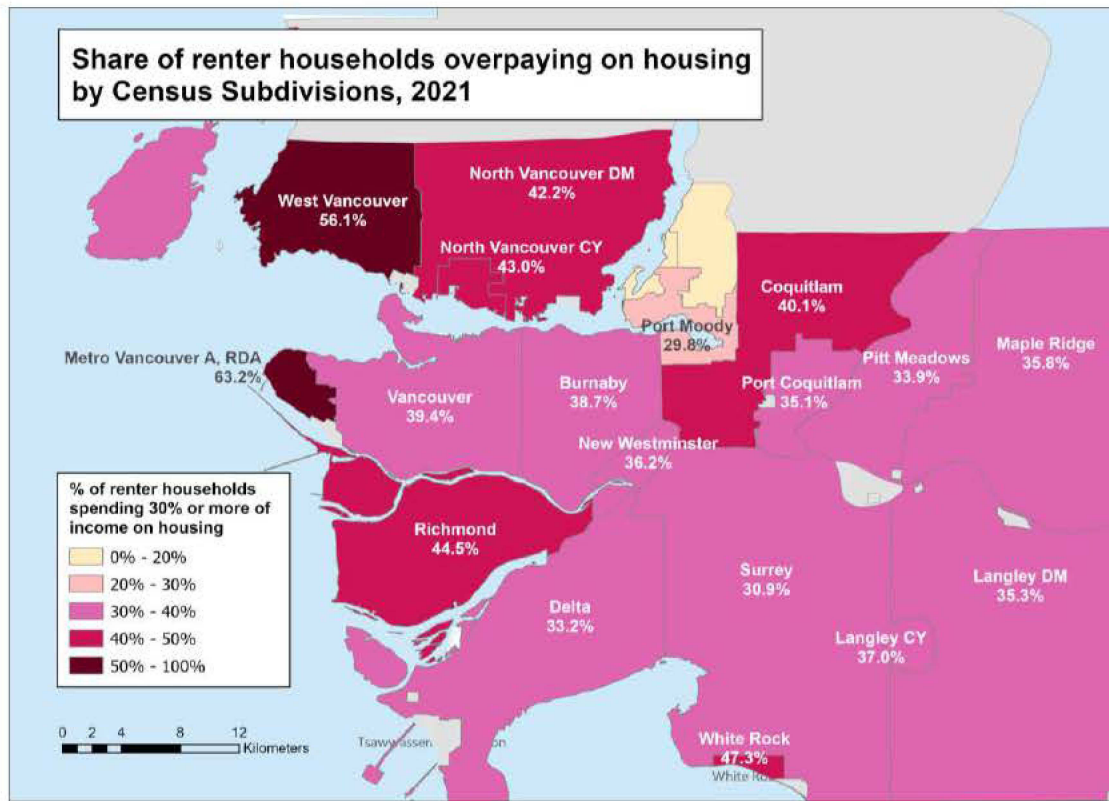 Share of renter households overpaying on housing
by Census Subdivisions, 2021
West Vancouver
56.1%
North Vancouver DM
42.2%
North Vancouver CY
43.0%
Coquitlam
40.1%
Port Moody
29.8%
Metro Vancouver A, RDA
63.2%
Vancouver
39.4%
Burnaby
38.7%
Port Coquitlam
35.1%
Pitt Meadows
33.9%
Maple Ridge
35.8%
New Westminster
36.2%
% of renter households
spending 30% or more of
income on housing
0% - 20%
20% - 30%
30% - 40%
40% - 50%
50% - 100%
Richmond
44.5%
Surrey
30.9%
Langley DM
35.3%
Delta
33.2%
Langley CY
37.0%
0 2 4 8 12
Kilometers
White Rock
47.3%